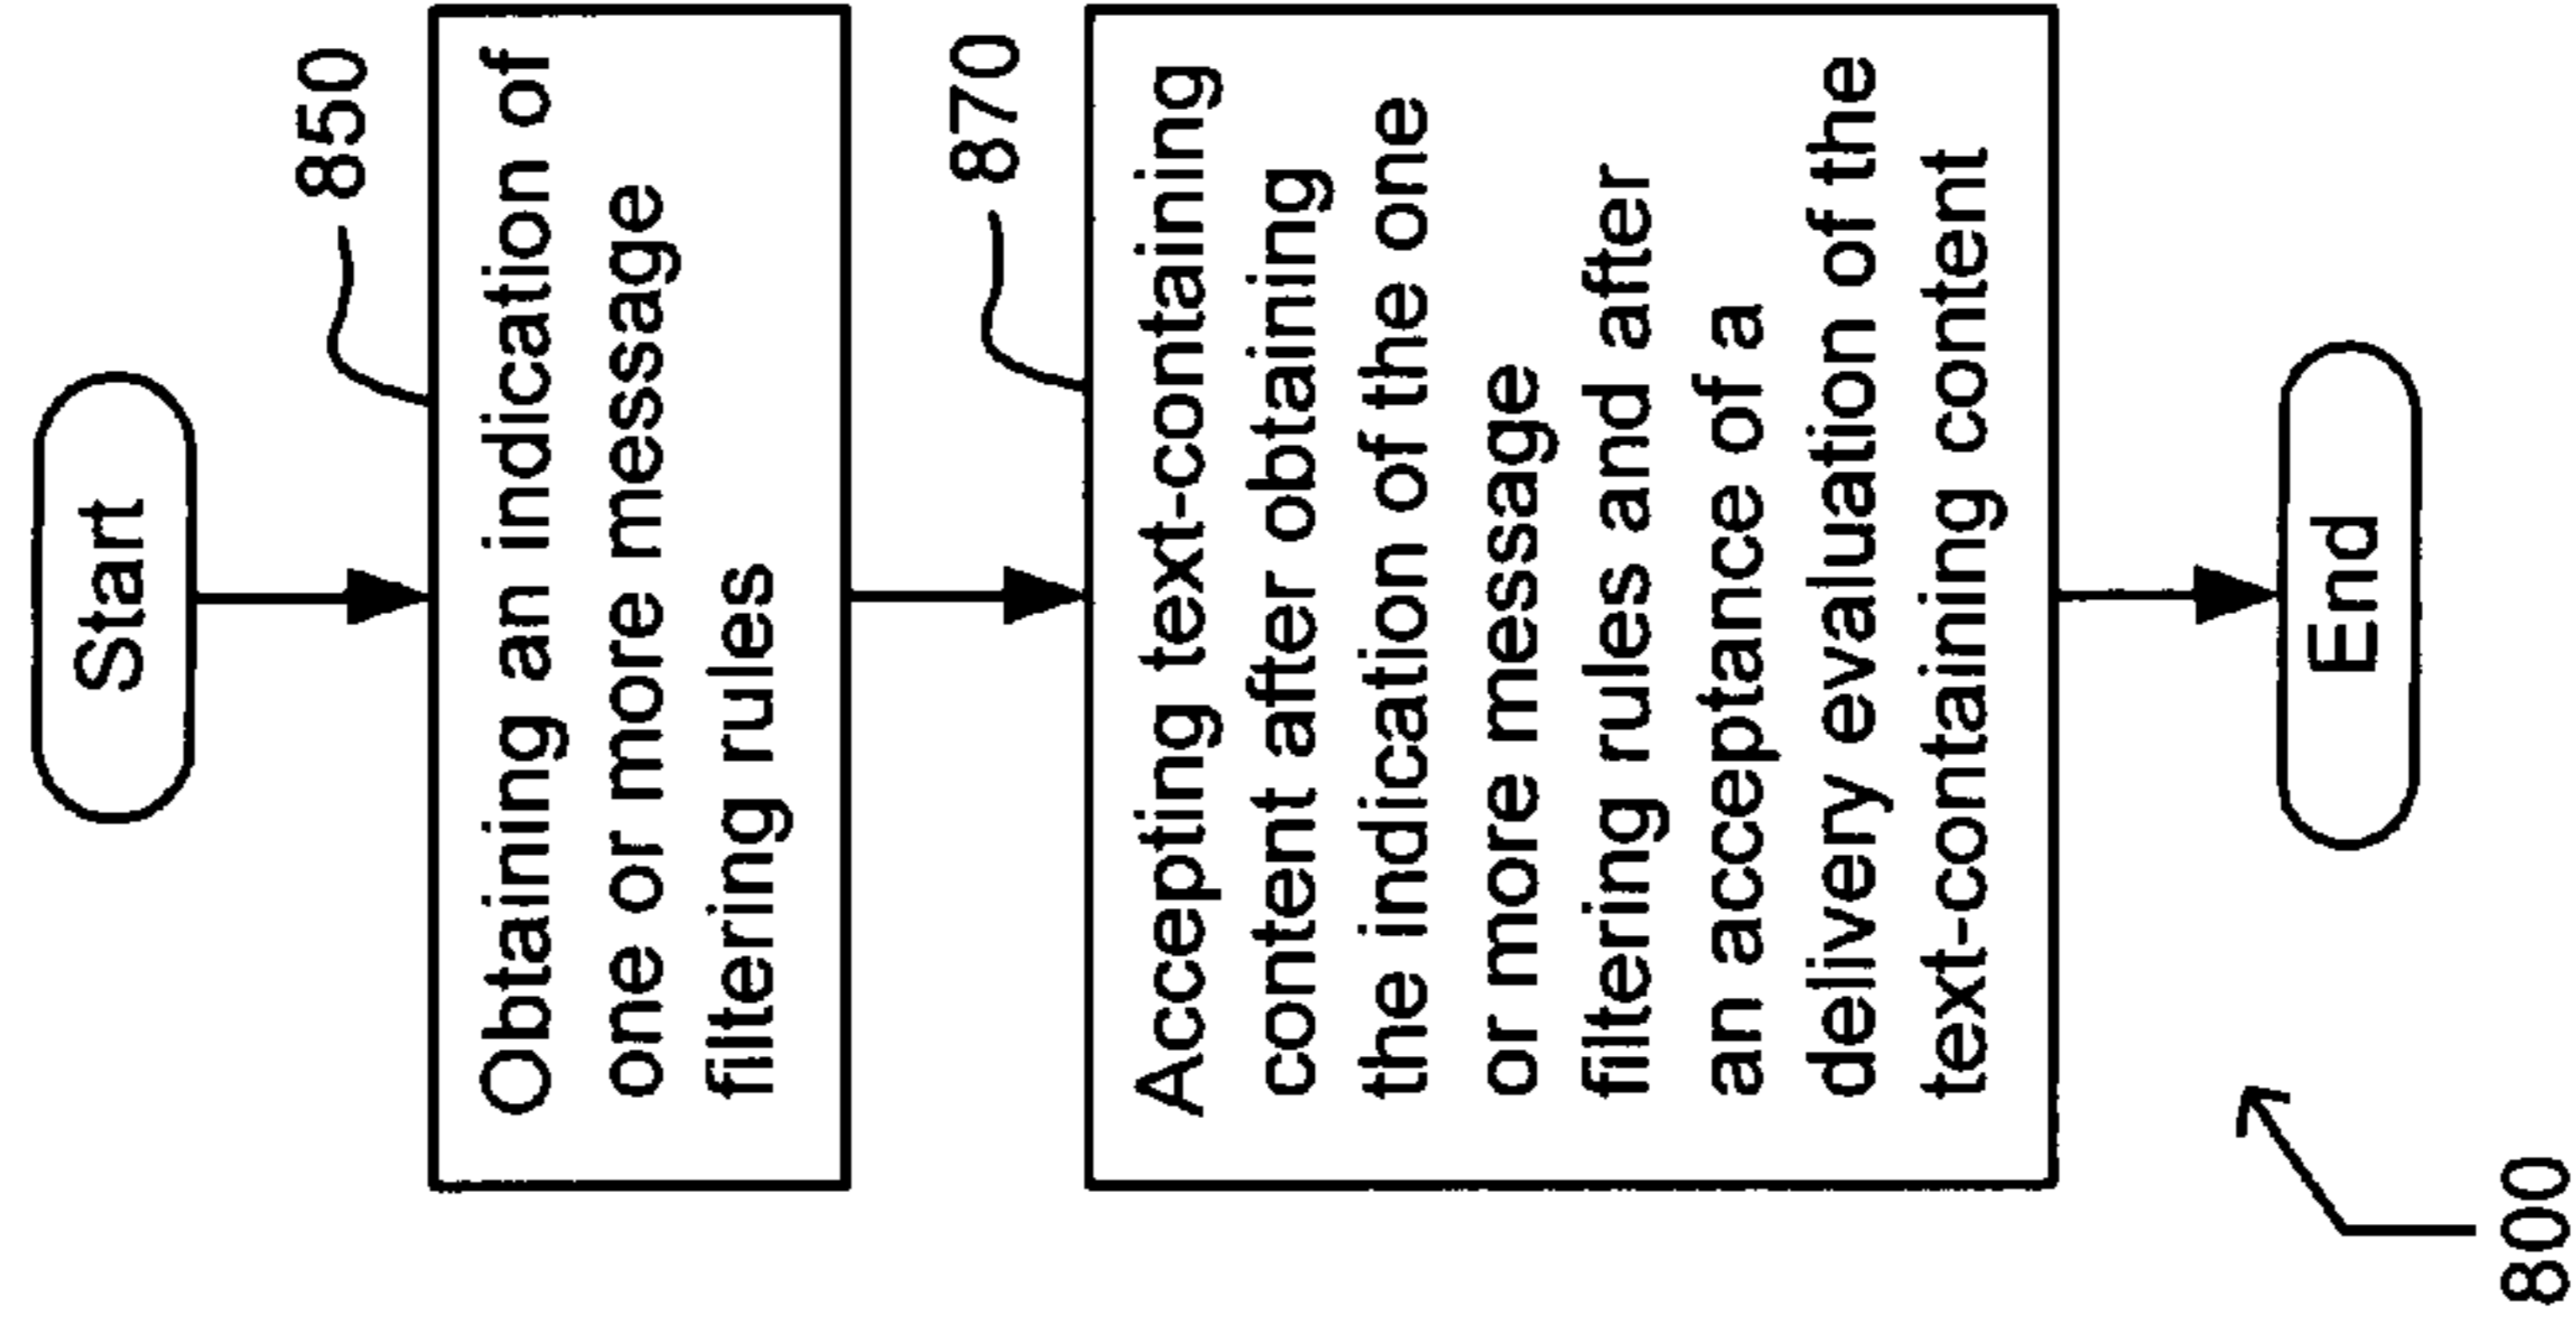 Start
850
Obtaining an indication of
one or more message
filtering rules
870
Accepting text-containing
content after obtaining
the indication of the one
or more message
filtering rules and after
an acceptance of a
delivery evaluation of the
text-containing content
End
800